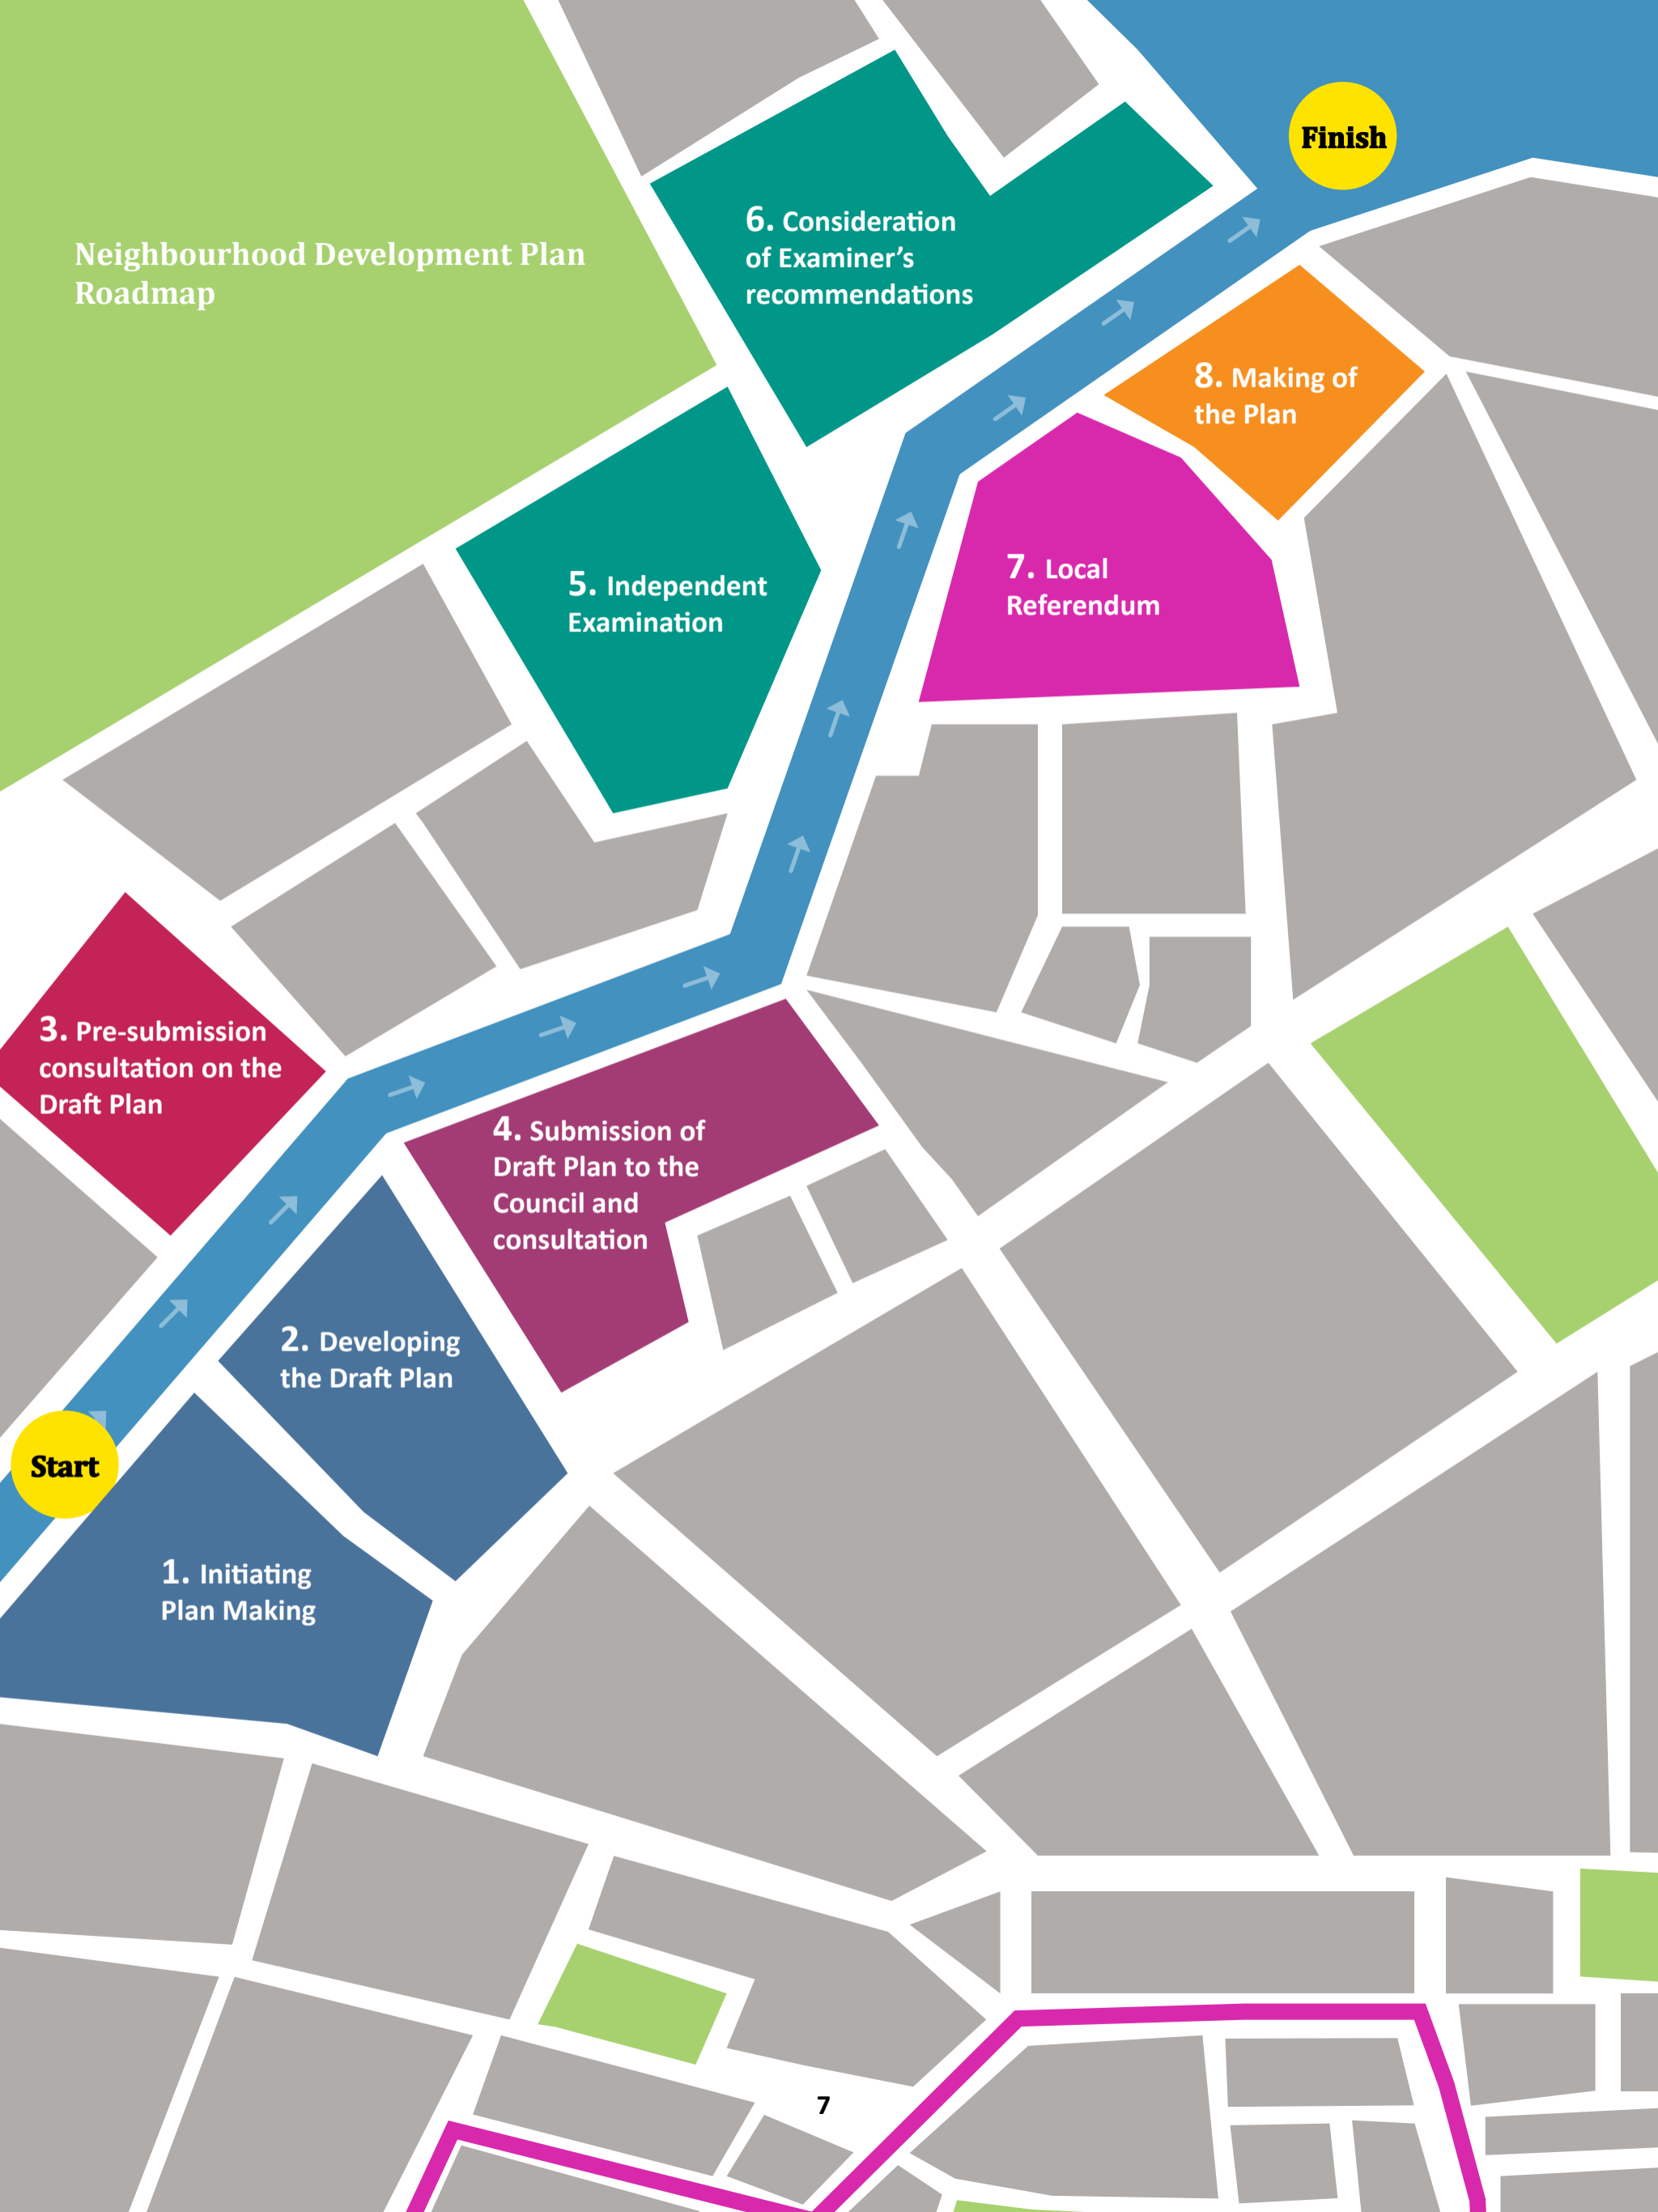 Neighbourhood Development Plan
Roadmap
Finish
6. Consideration
of Examiner’s
recommendations
8. Making of
the Plan
7. Local
Referendum
5. Independent
Examination
3. Pre-submission
consultation on the
Draft Plan
4. Submission of
Draft Plan to the
Council and
consultation
2. Developing
the Draft Plan
Start
1. Initiating
Plan Making
7